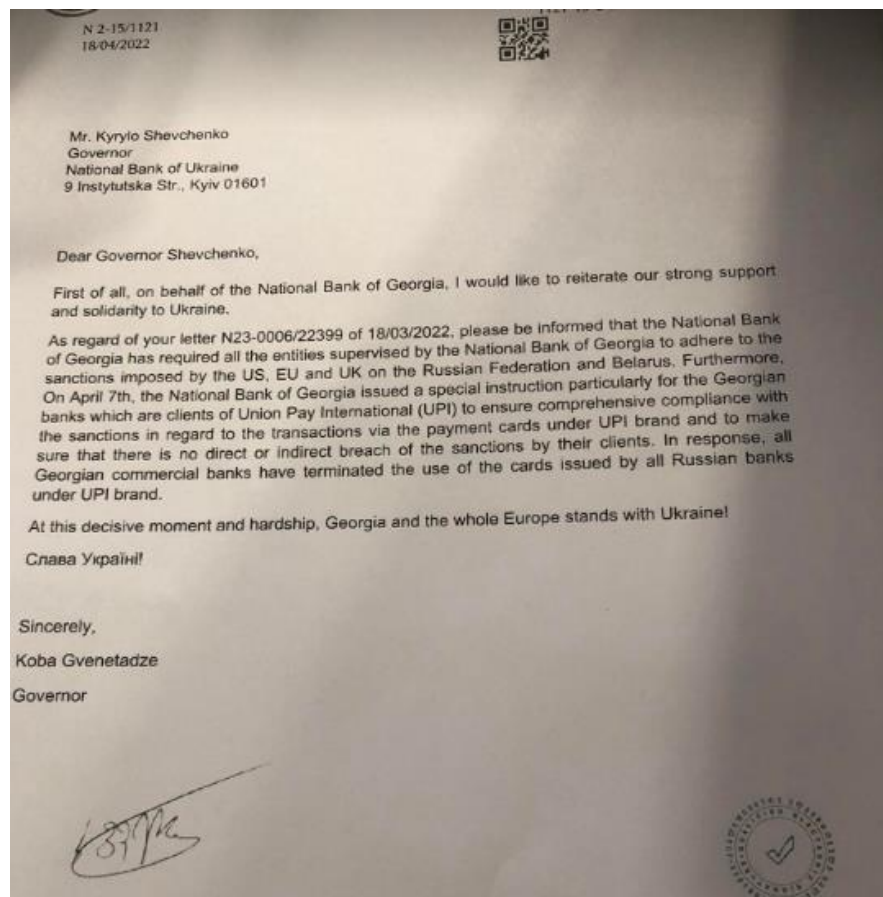 N 2-15/1121
18/04/2022
Mr. Kyrylo Shevchenko
Governor
National Bank of Ukraine
9 Instytutska Str., Kyiv 01601
Dear Governor Shevchenko,
First of all, on behalf of the National Bank of Georgia, I would like to reiterate our strong support
and solidarity to Ukraine.
As regard of your letter N23-0006/22399 of 18/03/2022, please be informed that the National Bank
of Georgia has required all the entities supervised by the National Bank of Georgia to adhere to the
sanctions imposed by the US, EU and UK on the Russian Federation and Belarus. Furthermore,
On April 7th, the National Bank of Georgia issued a special instruction particularly for the Georgian
banks which are clients of Union Pay International (UPI) to ensure comprehensive compliance with
the sanctions in regard to the transactions via the payment cards under UPI brand and to make
sure that there is no direct or indirect breach of the sanctions by their clients. In response, all
Georgian commercial banks have terminated the use of the cards issued by all Russian banks
under UPI brand.
At this decisive moment and hardship, Georgia and the whole Europe stands with Ukraine!
Слава Україні!
Sincerely,
Koba Gvenetadze
Governor